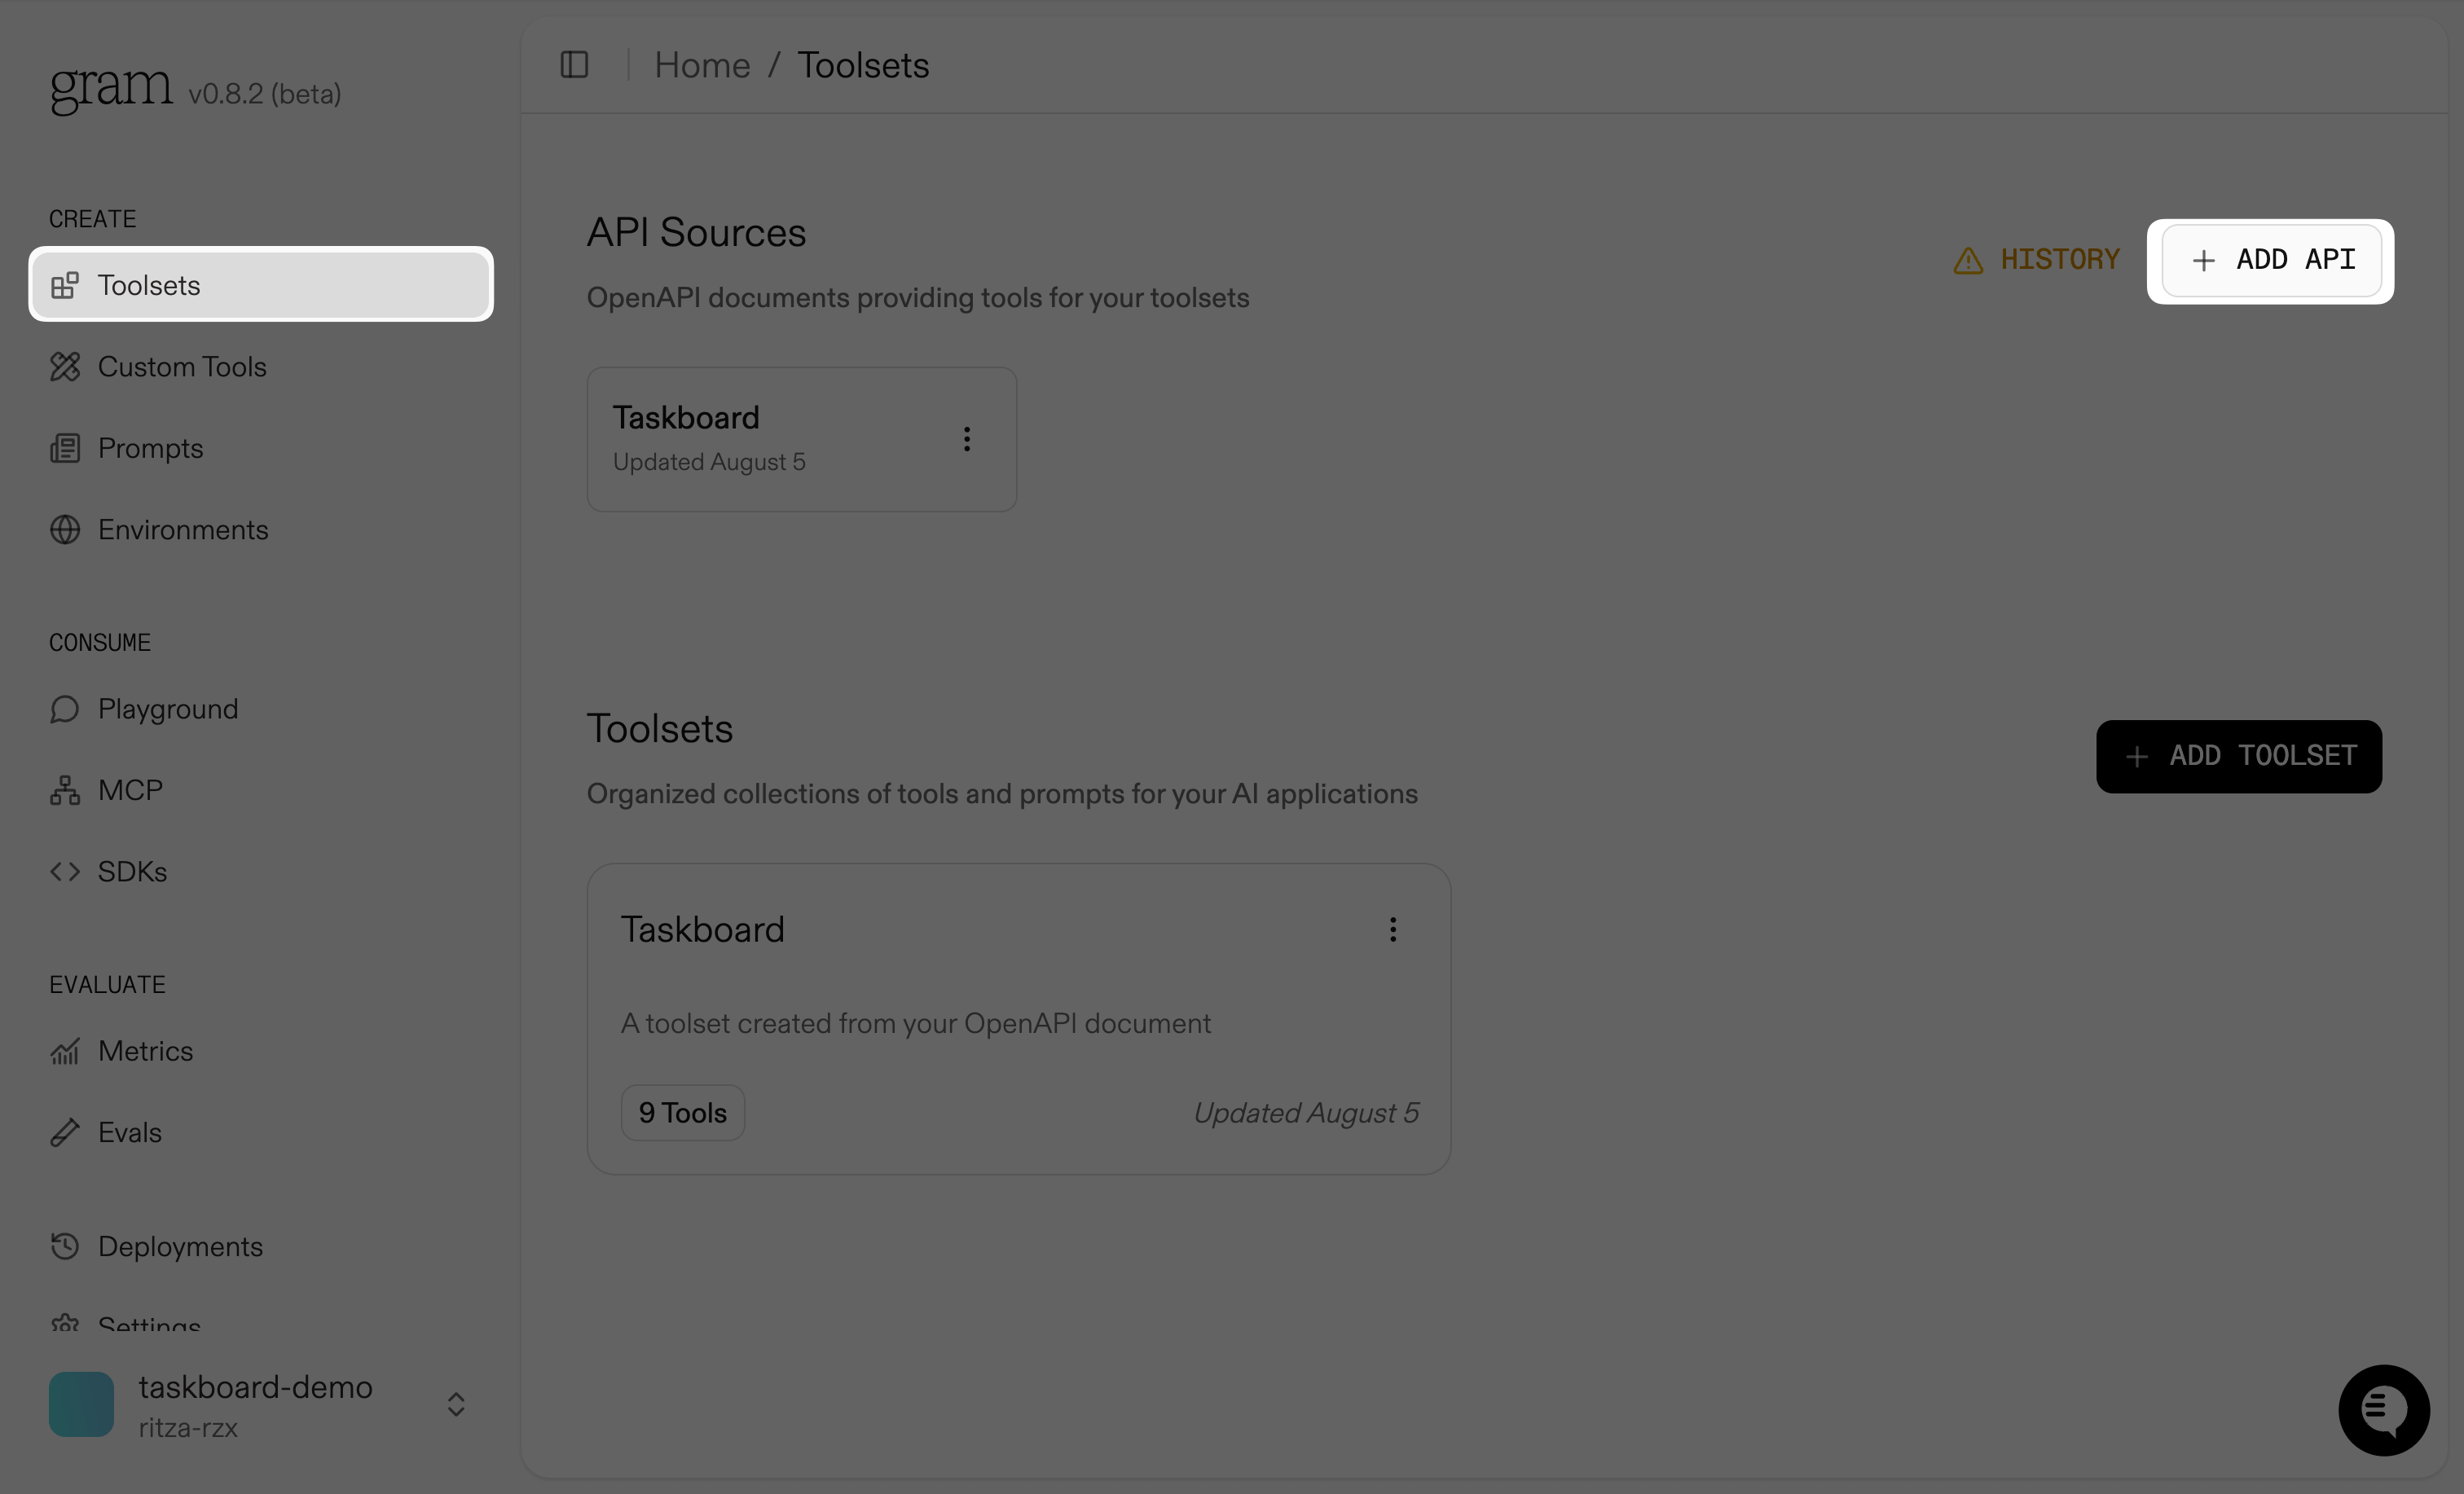 gram v0.8.2 (beta)
CREATE
Toolsets
Custom Tools
Prompts
Environments
CONSUME
Playground
MCP
SDKs
EVALUATE
Metrics
Evals
Deployments
Settings
taskboard-demo
ritza-rzx
Home / Toolsets
API Sources
OpenAPI documents providing tools for your toolsets
HISTORY
+ ADD API
Taskboard
Updated August 5
Toolsets
Organized collections of tools and prompts for your AI applications
+ ADD TOOLSET
Taskboard
A toolset created from your OpenAPI document
9 Tools
Updated August 5